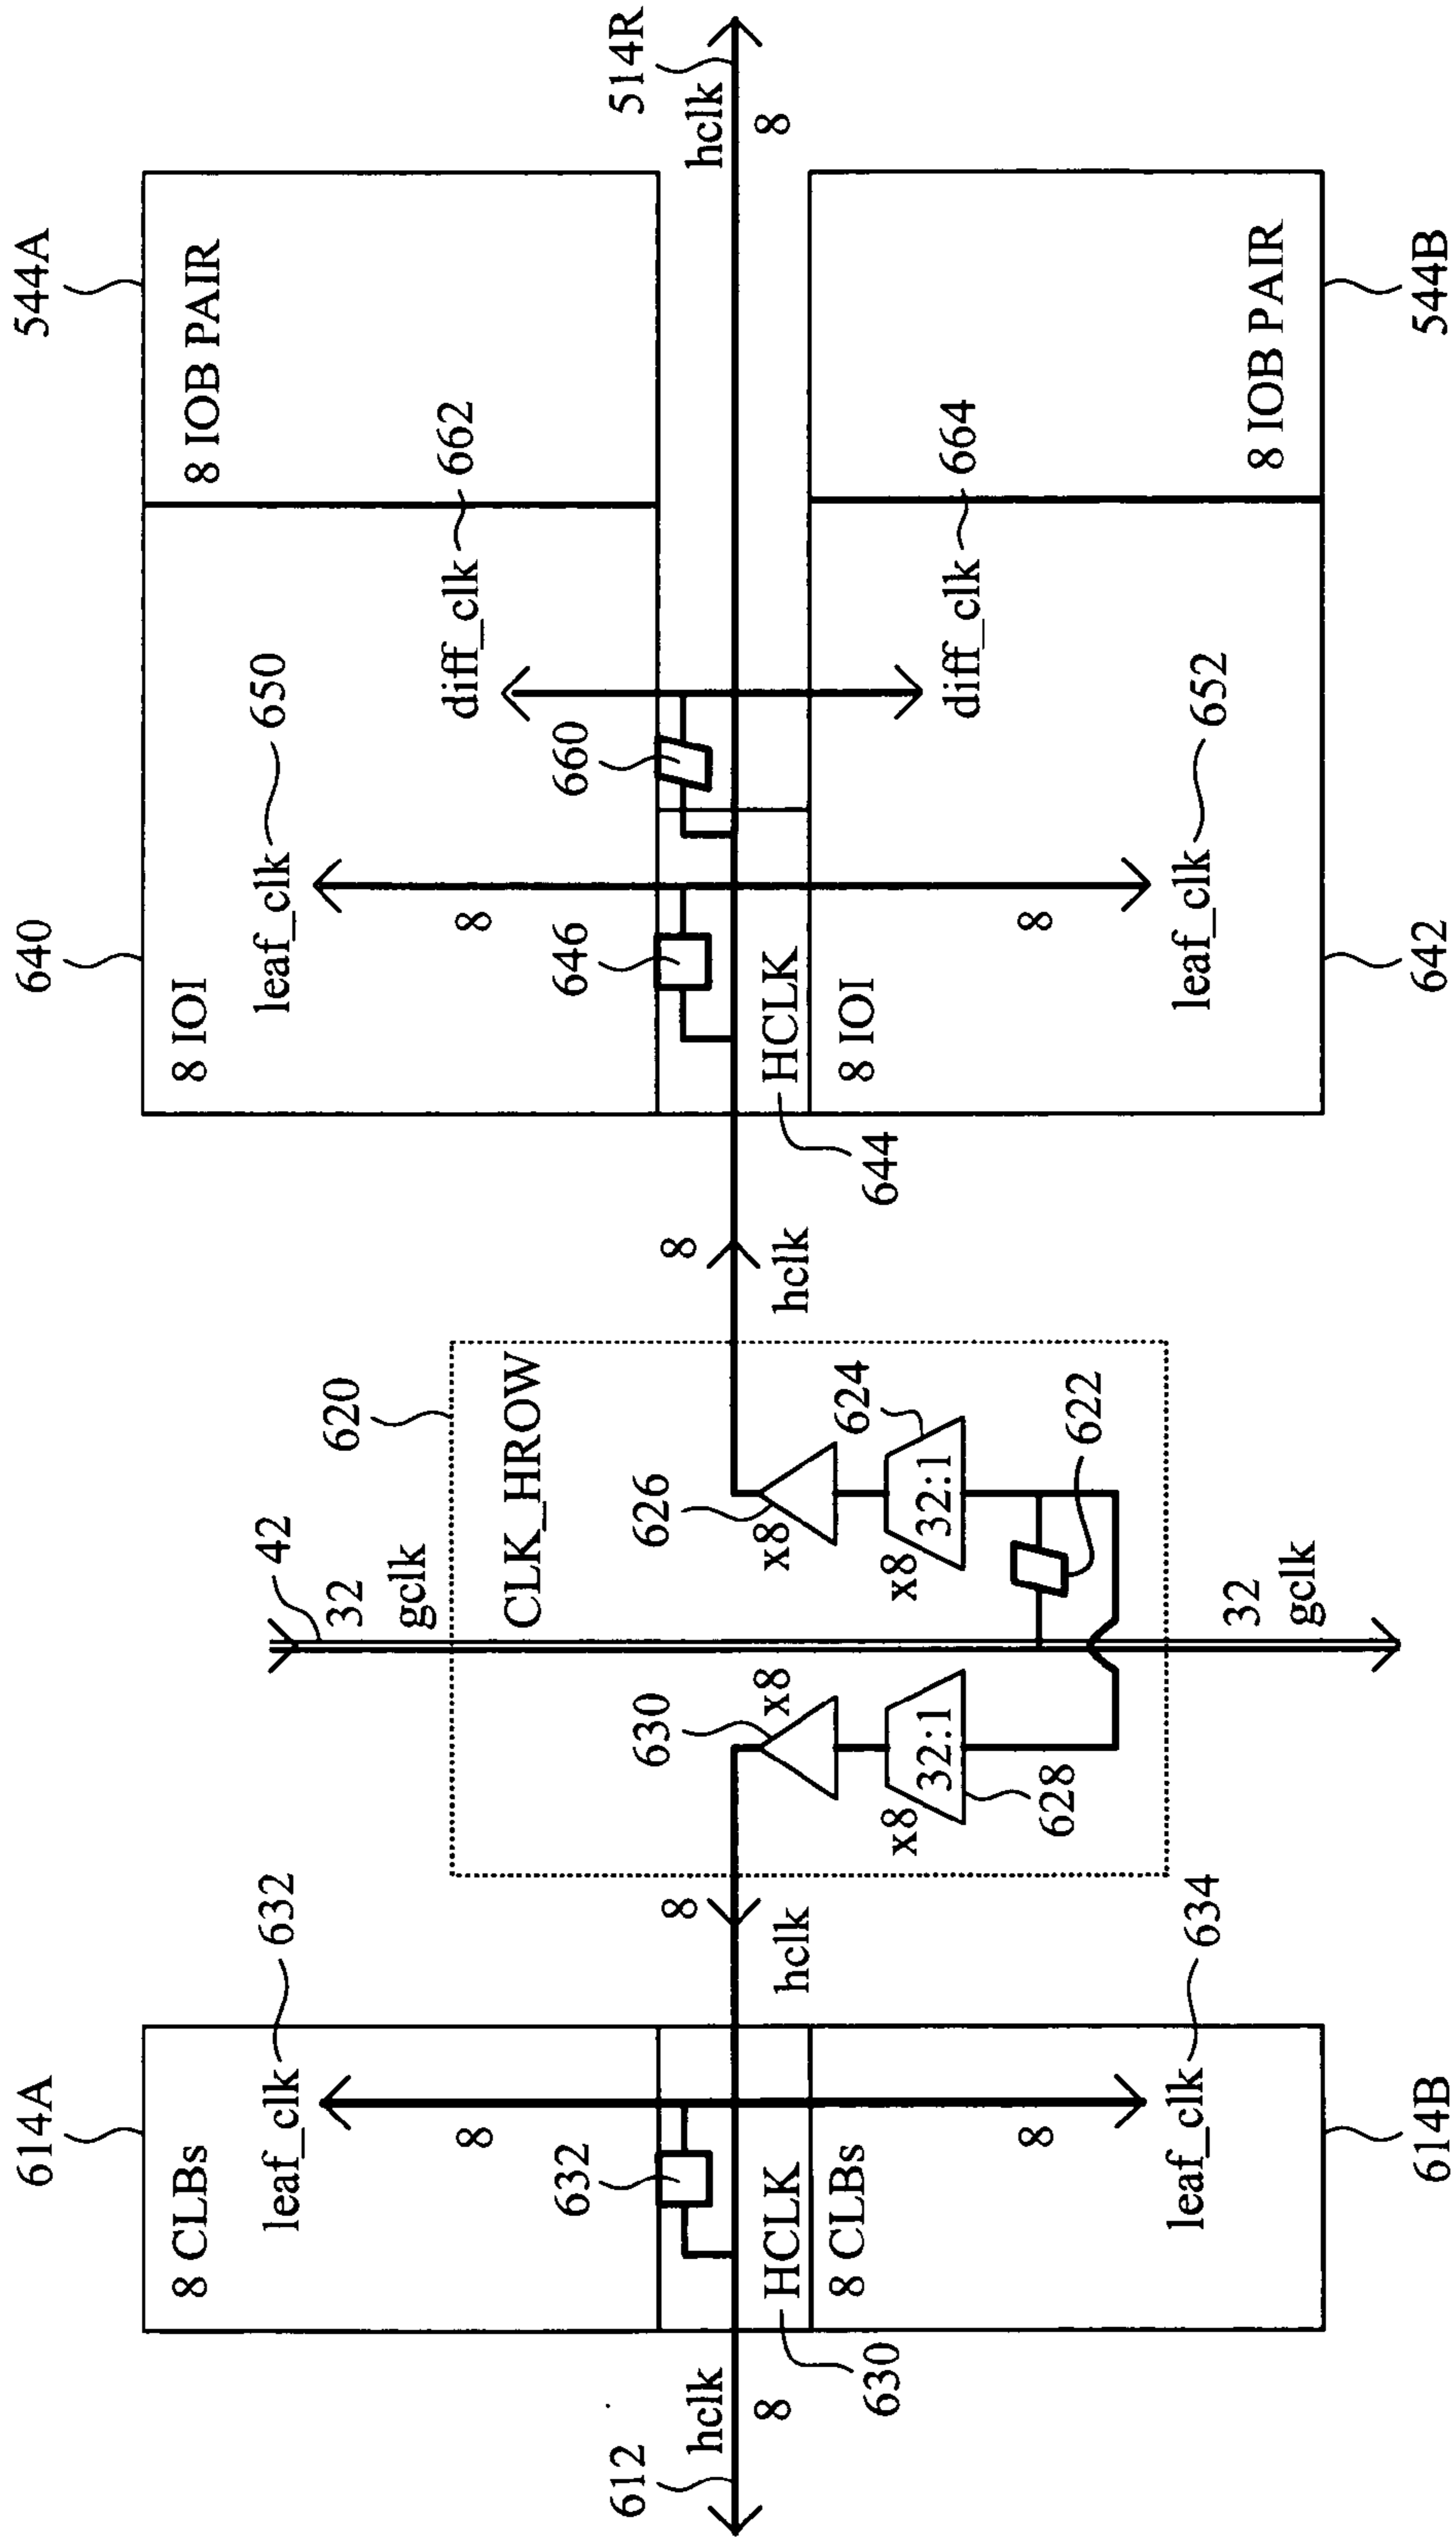 614A
640
544A
8 CLBs
leaf_clk
632
8 IOI
leaf_clk
650
8 IOB PAIR
42
32
gclk
620
CLK_HROW
diff_clk
662
8
8
632
646
660
612
hclk
8
8
hclk
630
x8
626
x8
8
hclk
514R
hclk
8
HCLK
630
HCLK
644
x8
32:1
628
x8
32:1
624
622
8 CLBs
8
leaf_clk
634
8 IOI
8
leaf_clk
652
diff_clk
664
8 IOB PAIR
32
gclk
614B
642
544B